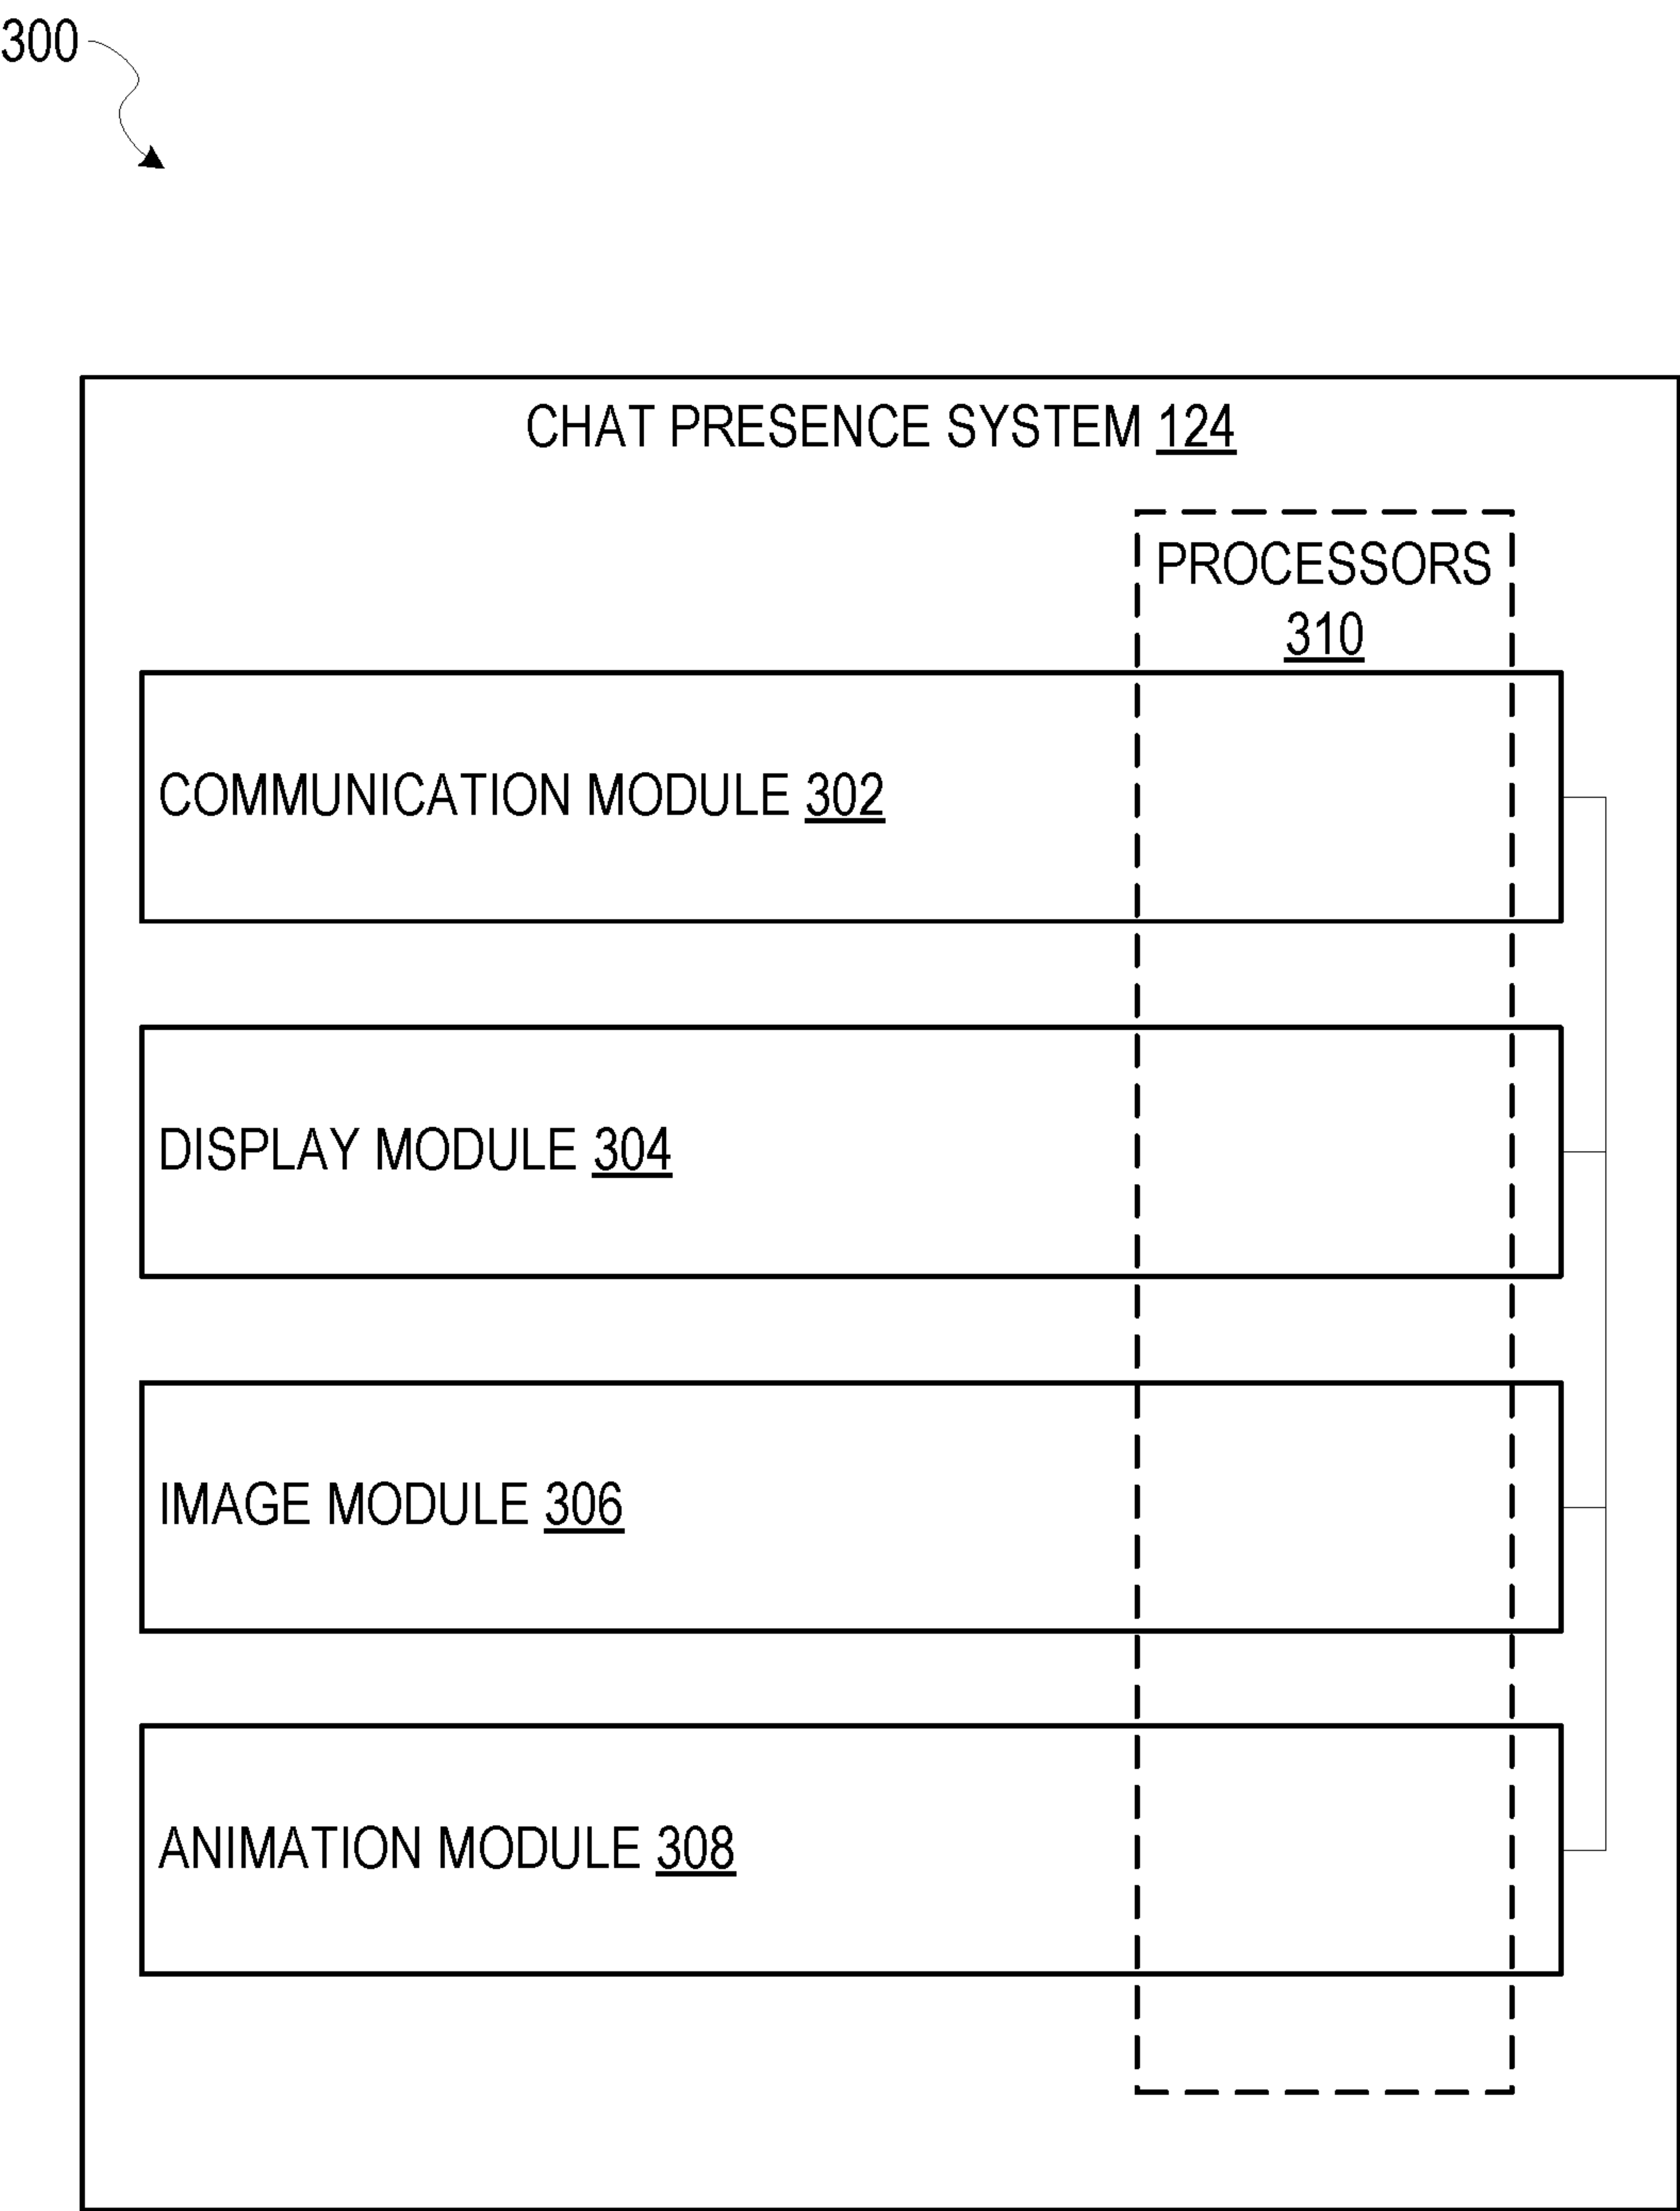 300
CHAT PRESENCE SYSTEM 124
PROCESSORS
310
COMMUNICATION MODULE 302
DISPLAY MODULE 304
IMAGE MODULE 306
ANIMATION MODULE 308